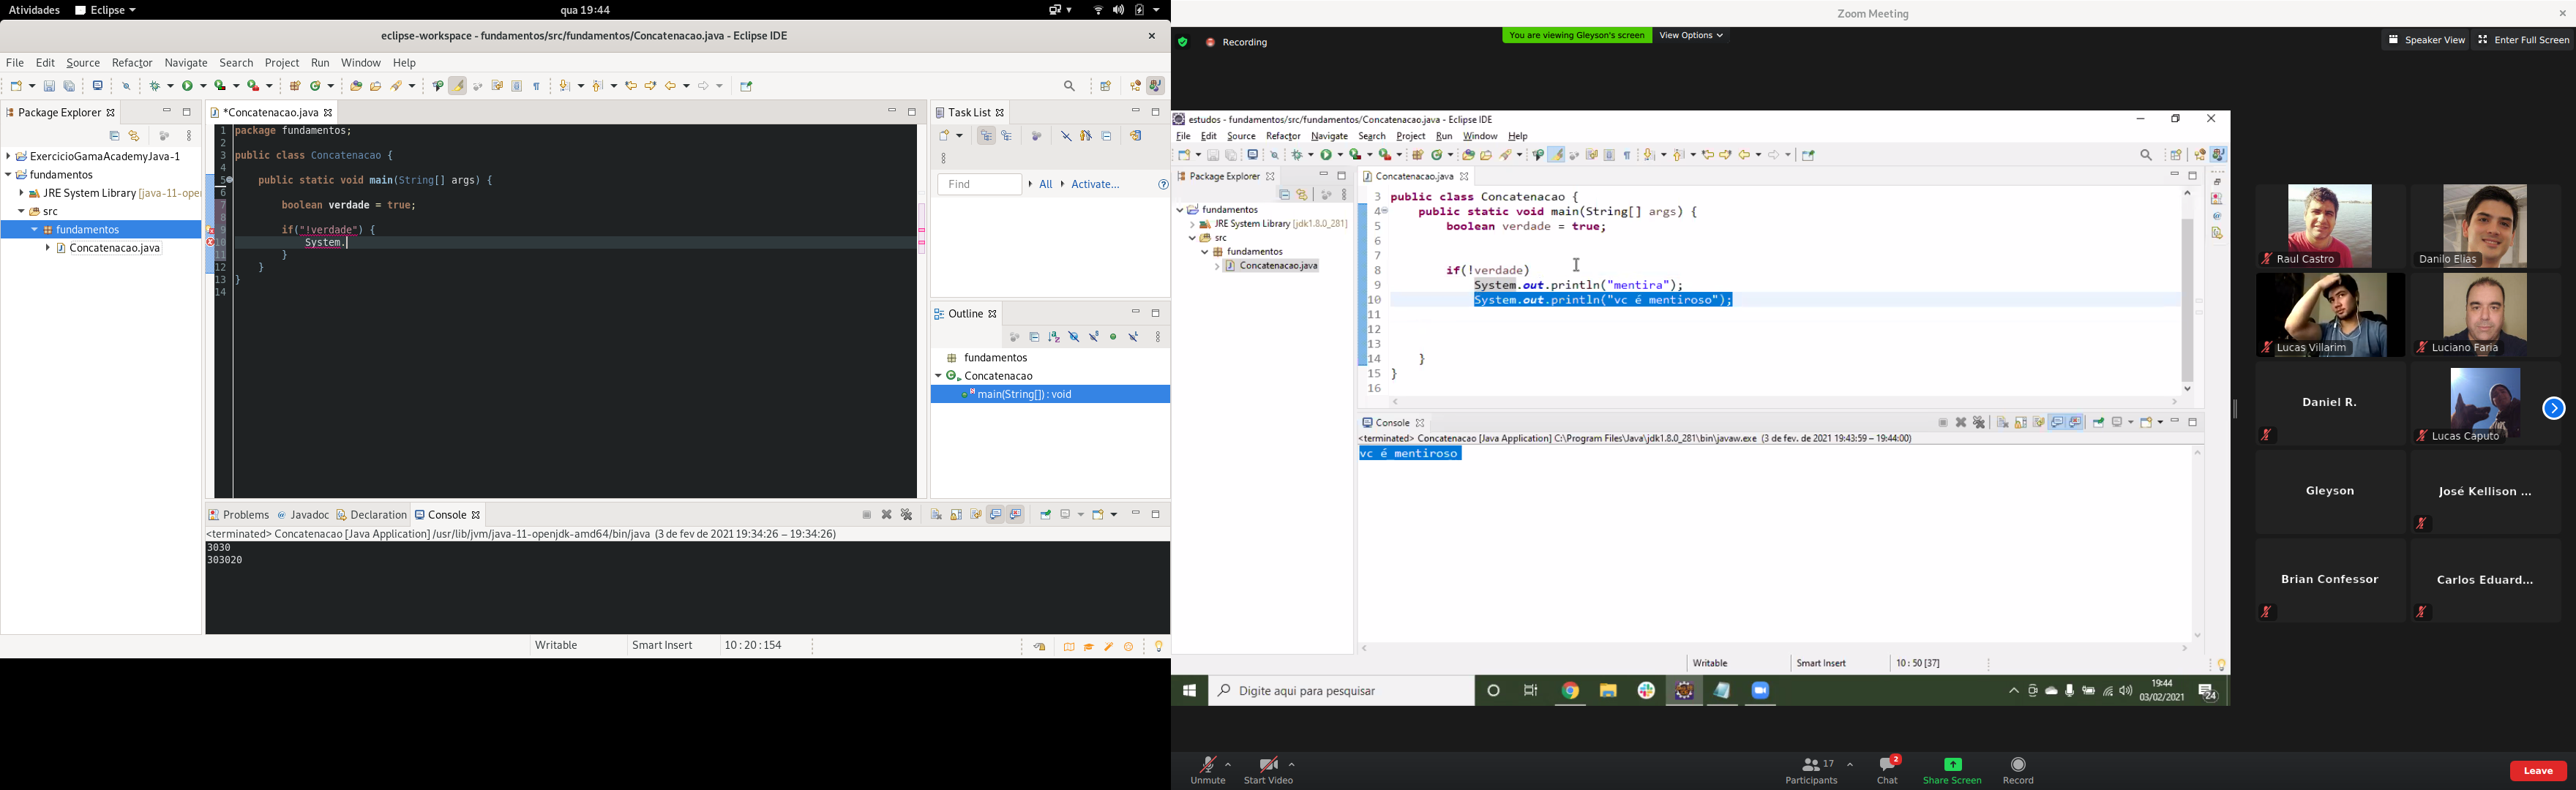 Atividades Eclipse qua 19:44
eclipse-workspace - fundamentos/src/fundamentos/Concatenacao.java - Eclipse IDE
File Edit Source Refactor Navigate Search Project Run Window Help
Package Explorer
ExercicioGamaAcademyJava-1
fundamentos
JRE System Library [java-11-ope
src
fundamentos
Concatenacao.java
*Concatenacao.java
1 package fundamentos;
2
3 public class Concatenacao {
4
5 public static void main(String[] args) {
6
7 boolean verdade = true;
8
9 if("!verdade") {
10 System.
11 }
12 }
13 }
14
Task List
Find All Activate...
Outline
fundamentos
Concatenacao
main(String[]) : void
Problems Javadoc Declaration Console
<terminated> Concatenacao [Java Application] /usr/lib/jvm/java-11-openjdk-amd64/bin/java (3 de fev de 2021 19:34:26 – 19:34:26)
3030
303020
Writable Smart Insert 10 : 20 : 154
Zoom Meeting
Recording
You are viewing Gleyson's screen View Options
Speaker View Enter Full Screen
estudos - fundamentos/src/fundamentos/Concatenacao.java - Eclipse IDE
File Edit Source Refactor Navigate Search Project Run Window Help
Package Explorer
fundamentos
JRE System Library [jdk1.8.0_281]
src
fundamentos
Concatenacao.java
Concatenacao.java
3 public class Concatenacao {
4 public static void main(String[] args) {
5 boolean verdade = true;
6
7
8 if(!verdade)
9 System.out.println("mentira");
10 System.out.println("vc é mentiroso");
11
12
13
14 }
15 }
16
Console
<terminated> Concatenacao [Java Application] C:\Program Files\Java\jdk1.8.0_281\bin\javaw.exe (3 de fev. de 2021 19:43:59 – 19:44:00)
vc é mentiroso
Writable Smart Insert 10 : 50 [37]
Digite aqui para pesquisar
19:44
03/02/2021
24
Raul Castro
Danilo Elias
Lucas Villarim
Luciano Faria
Daniel R.
Lucas Caputo
Gleyson
José Kellison ...
Brian Confessor
Carlos Eduard...
Unmute
Start Video
17
Participants
2
Chat
Share Screen
Record
Leave